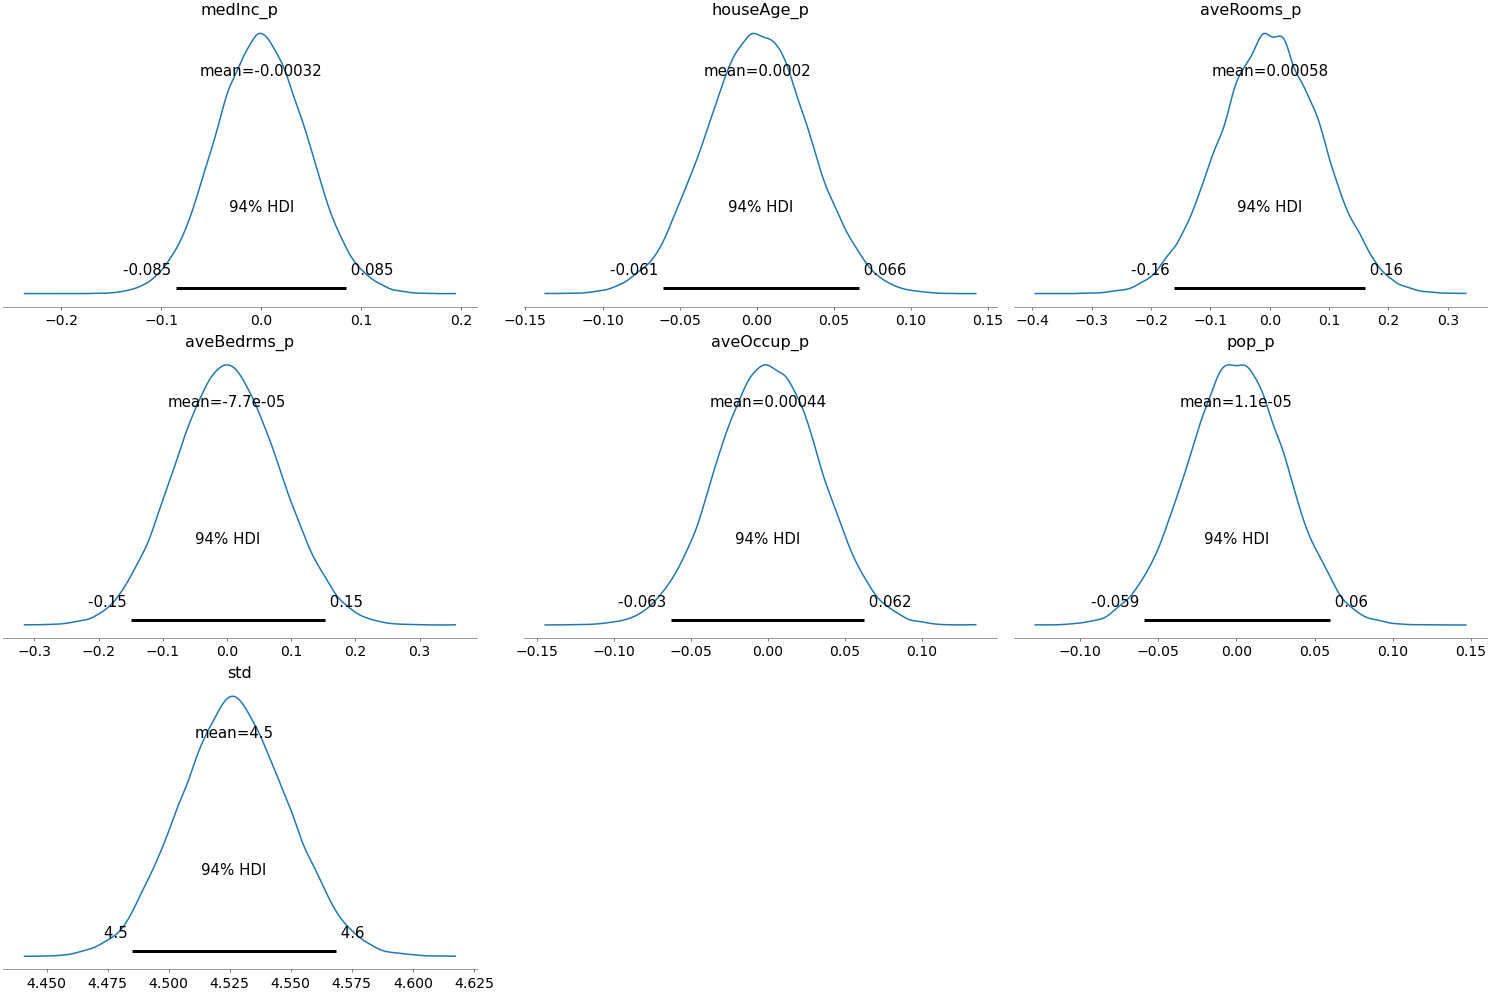 medInc_p houseAge_p aveRooms_p
mean=-0.00032 mean=0.0002 mean=0.00058
94% HDI 94% HDI 94% HDI
-0.085 0.085 -0.061 0.066 -0.16 0.16
−0.2 −0.1 0.0 0.1 0.2 −0.15 −0.10 −0.05 0.00 0.05 0.10 0.15 −0.4 −0.3 −0.2 −0.1 0.0 0.1 0.2 0.3
aveBedrms_p aveOccup_p pop_p
mean=-7.7e-05 mean=0.00044 mean=1.1e-05
94% HDI 94% HDI 94% HDI
-0.15 0.15 -0.063 0.062 -0.059 0.06
−0.3 −0.2 −0.1 0.0 0.1 0.2 0.3 −0.15 −0.10 −0.05 0.00 0.05 0.10 −0.10 −0.05 0.00 0.05 0.10 0.15
std
mean=4.5
94% HDI
4.5 4.6
4.450 4.475 4.500 4.525 4.550 4.575 4.600 4.625